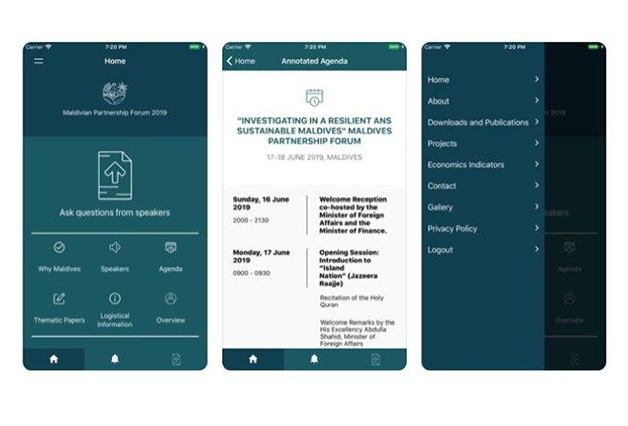 Carrier 7:20 PM
Home
Maldivian Partnership Forum 2019
Ask questions from speakers
Why Maldives Speakers Agenda
Thematic Papers Logistical Information Overview
Carrier 7:20 PM
Home Annotated Agenda
"INVESTIGATING IN A RESILIENT ANS
SUSTAINABLE MALDIVES" MALDIVES
PARTNERSHIP FORUM
17-18 JUNE 2019, MALDIVES
Sunday, 16 June
2019
2000 - 2130
Welcome Reception
co-hosted by the
Minister of Foreign
Affairs and the
Minister of Finance.
Monday, 17 June
2019
0900 - 0930
Opening Session:
Introduction to
"Island
Nation" (Jazeera
Raajje)
Recitation of the Holy
Quran
Welcome Remarks by the
His Excellency Abdulla
Shahid, Minister of
Foreign Affairs
Carrier 7:20 PM
Home
About
Downloads and Publications
Projects
Economics Indicators
Contact
Gallery
Privacy Policy
Logout
m 2019
eakers
Agenda
Overview